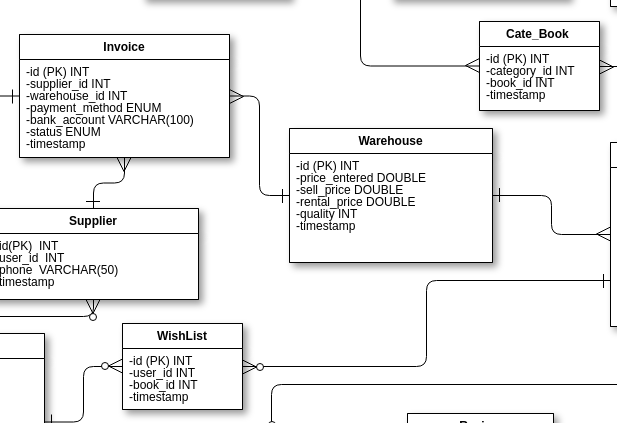 Cate_Book
-id (PK) INT
-category_id INT
-book_id INT
-timestamp
Invoice
-id (PK) INT
-supplier_id INT
-warehouse_id INT
-payment_method ENUM
-bank_account VARCHAR(100)
-status ENUM
-timestamp
Warehouse
-id (PK) INT
-price_entered DOUBLE
-sell_price DOUBLE
-rental_price DOUBLE
-quality INT
-timestamp
Supplier
id(PK)  INT
user_id  INT
phone  VARCHAR(50)
timestamp
WishList
-id (PK) INT
-user_id INT
-book_id INT
-timestamp